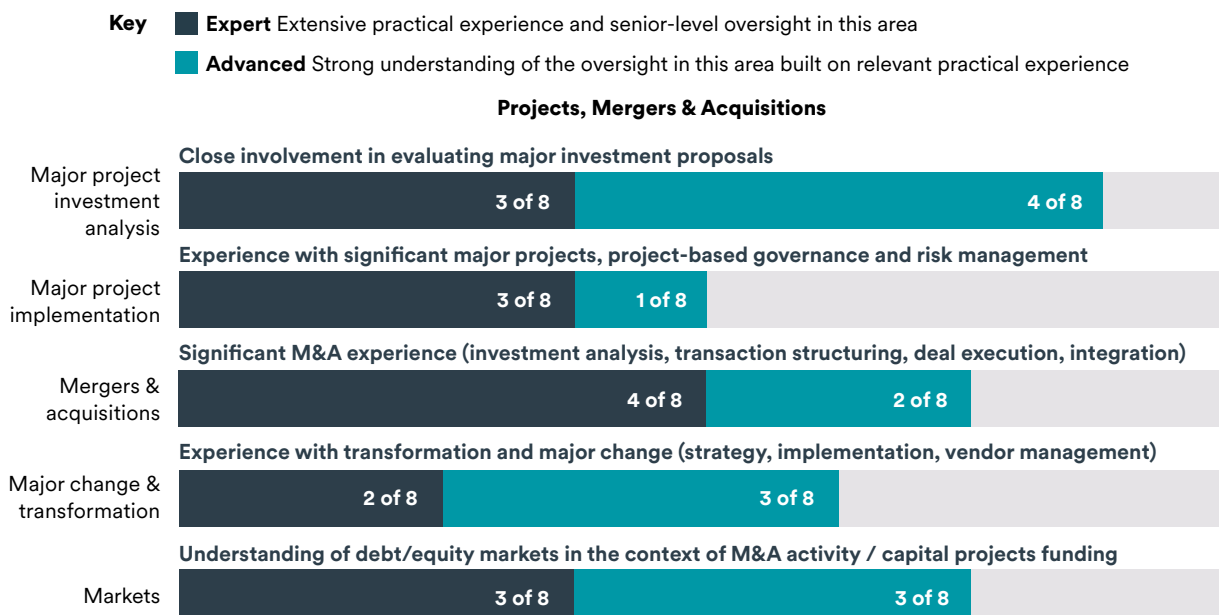 Key
Expert Extensive practical experience and senior-level oversight in this area
Advanced Strong understanding of the oversight in this area built on relevant practical experience
Projects, Mergers & Acquisitions
Close involvement in evaluating major investment proposals
Major project
investment
analysis
3 of 8
4 of 8
Experience with significant major projects, project-based governance and risk management
Major project
implementation
3 of 8
1 of 8
Significant M&A experience (investment analysis, transaction structuring, deal execution, integration)
Mergers &
acquisitions
4 of 8
2 of 8
Experience with transformation and major change (strategy, implementation, vendor management)
Major change &
transformation
2 of 8
3 of 8
Understanding of debt/equity markets in the context of M&A activity / capital projects funding
Markets
3 of 8
3 of 8